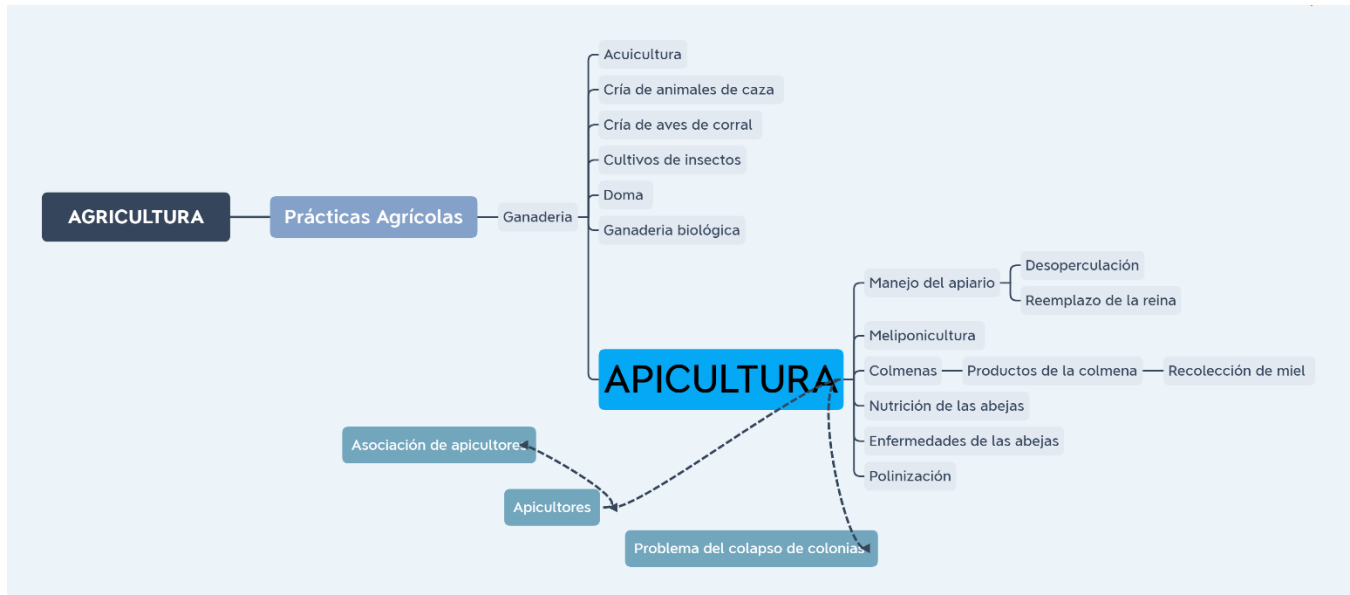 AGRICULTURA
Prácticas Agrícolas
Ganaderia
Acuicultura
Cría de animales de caza
Cría de aves de corral
Cultivos de insectos
Doma
Ganaderia biológica
APICULTURA
Manejo del apiario
Desoperculación
Reemplazo de la reina
Meliponicultura
Colmenas
Productos de la colmena
Recolección de miel
Nutrición de las abejas
Enfermedades de las abejas
Polinización
Asociación de apicultores
Apicultores
Problema del colapso de colonias